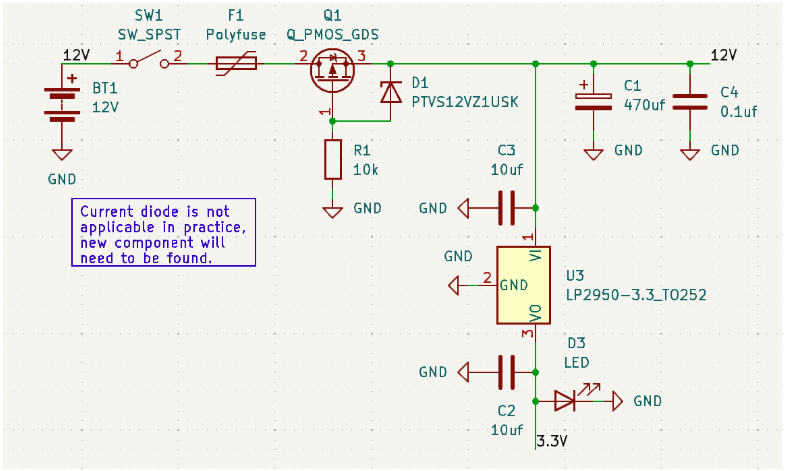 SW1
SW_SPST
F1
Polyfuse
Q1
Q_PMOS_GDS
12V
1
2
2
3
12V
+
BT1
12V
GND
D1
PTVS12VZ1USK
1
R1
10k
GND
+
C1
470uf
GND
C4
0.1uf
GND
Current diode is not
applicable in practice,
new component will
need to be found.
C3
10uf
GND
1
VI
GND
2
GND
U3
LP2950-3.3_TO252
VO
3
D3
LED
GND
GND
C2
10uf
3.3V